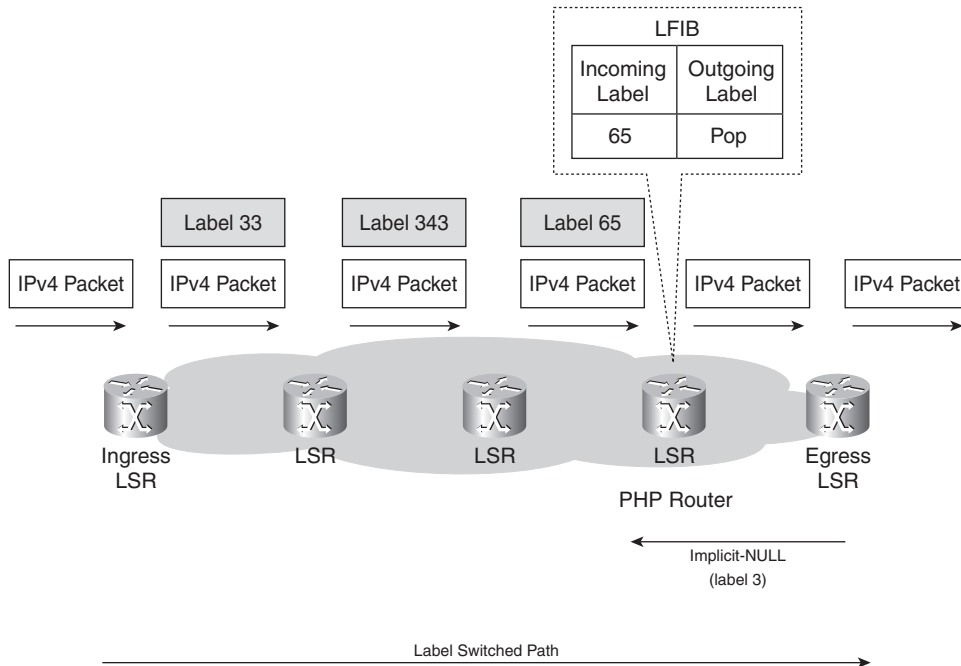 LFIB
Incoming Label
Outgoing Label
65
Pop
Label 33
Label 343
Label 65
IPv4 Packet
IPv4 Packet
IPv4 Packet
IPv4 Packet
IPv4 Packet
IPv4 Packet
Ingress
LSR
LSR
LSR
LSR
Egress
LSR
PHP Router
Implicit-NULL
(label 3)
Label Switched Path